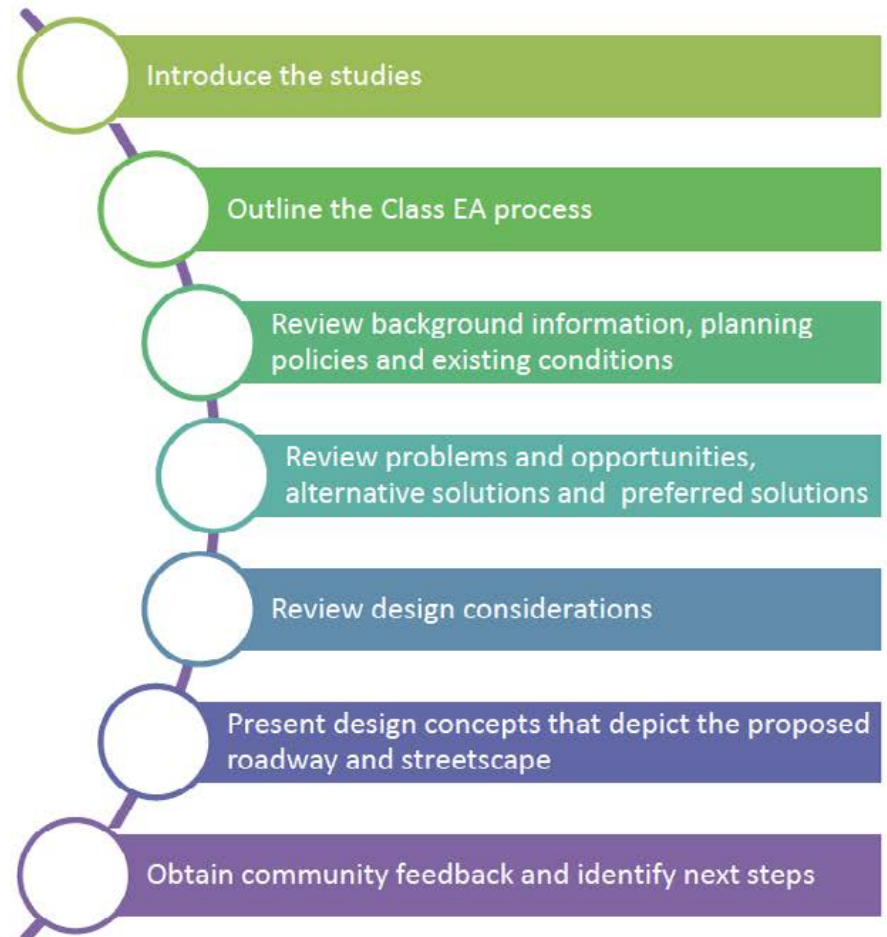 Introduce the studies
Outline the Class EA process
Review background information, planning
policies and existing conditions
Review problems and opportunities,
alternative solutions and  preferred solutions
Review design considerations
Present design concepts that depict the proposed
roadway and streetscape
Obtain community feedback and identify next steps